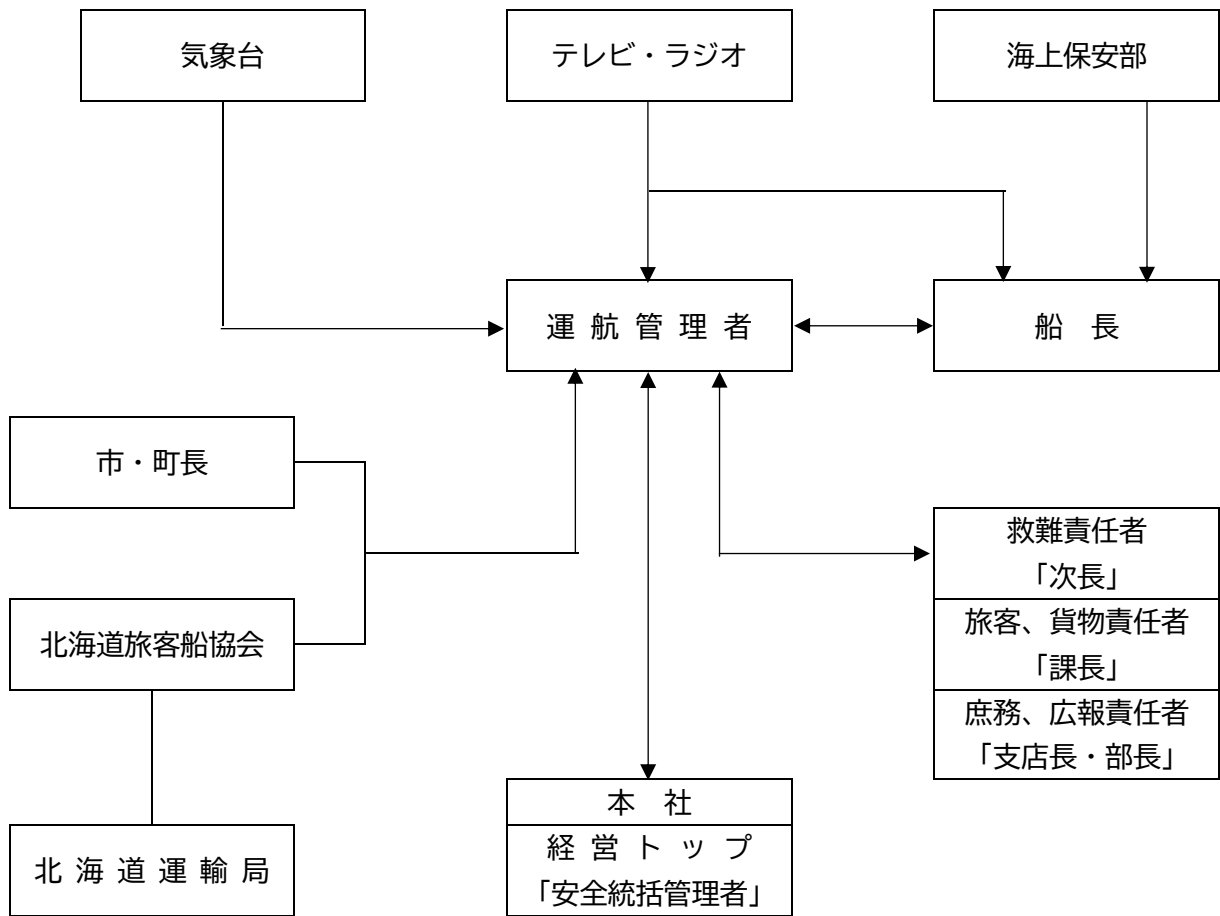 気象台
テレビ・ラジオ
海上保安部
運航管理者
船長
市・町長
北海道旅客船協会
救難責任者
「次長」
旅客、貨物責任者
「課長」
庶務、広報責任者
「支店長・部長」
本社
経営トップ
「安全統括管理者」
北海道運輸局